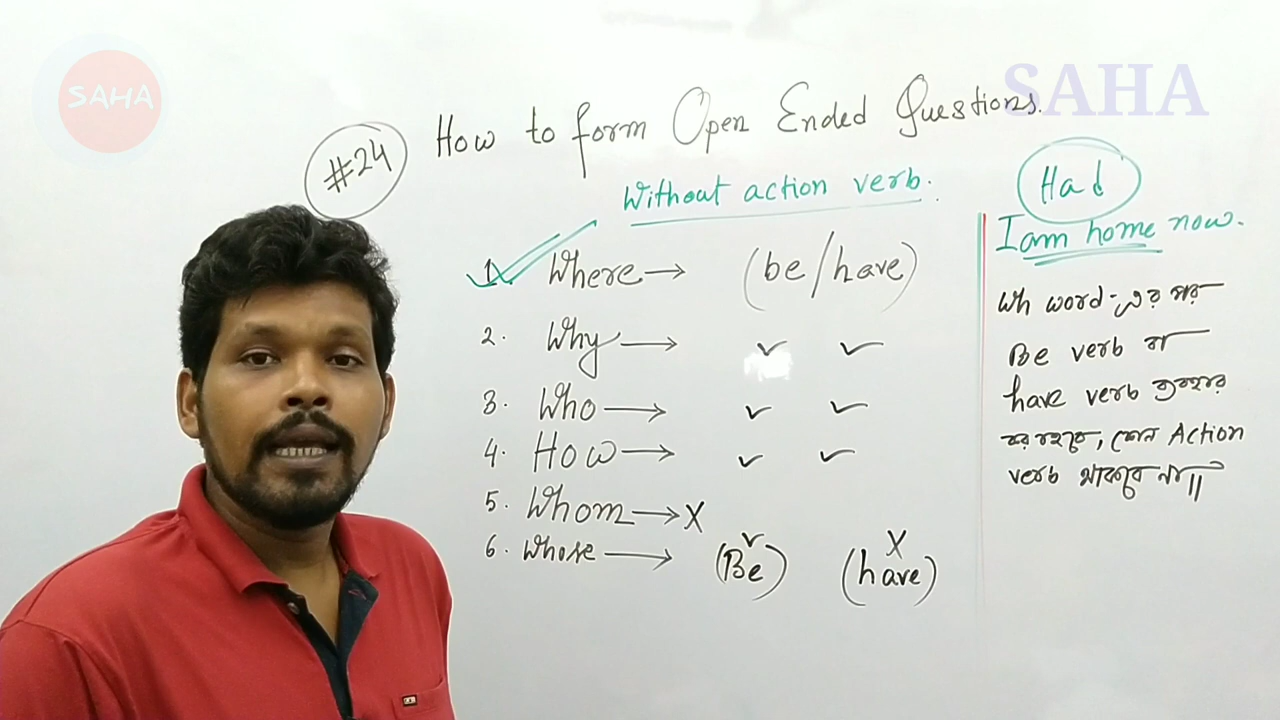 SAHA
SAHA
#24
How to form Open Ended Questions.
Without action verb.
Had
I am home now.
1. Where → (be/have)
2. Why → ✓ ✓
3. Who → ✓ ✓
4. How → ✓ ✓
5. Whom → X
6. Whose → (Be) ✓ (have) X
Wh word-এর পর
Be verb বা
have verb ব্যবহার
করা হবে, কোন Action
verb থাকবে না॥